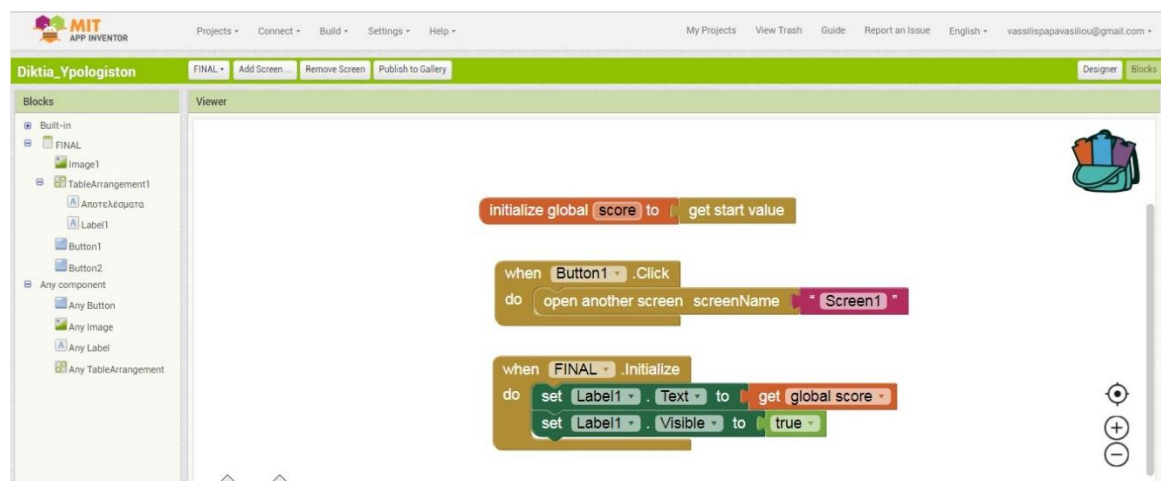 MIT
APP INVENTOR
Projects Connect Build Settings Help My Projects View Trash Guide Report an Issue English vassilispapavasiliou@gmail.com
Diktia_Ypologiston FINAL Add Screen ... Remove Screen Publish to Gallery Designer Blocks
Blocks Viewer
Built-in
FINAL
Image1
TableArrangement1
Αποτελέσματα
Label1
Button1
Button2
Any component
Any Button
Any Image
Any Label
Any TableArrangement
initialize global score to get start value
when Button1 .Click
do open another screen screenName " Screen1 "
when FINAL .Initialize
do set Label1 . Text to get global score
set Label1 . Visible to true